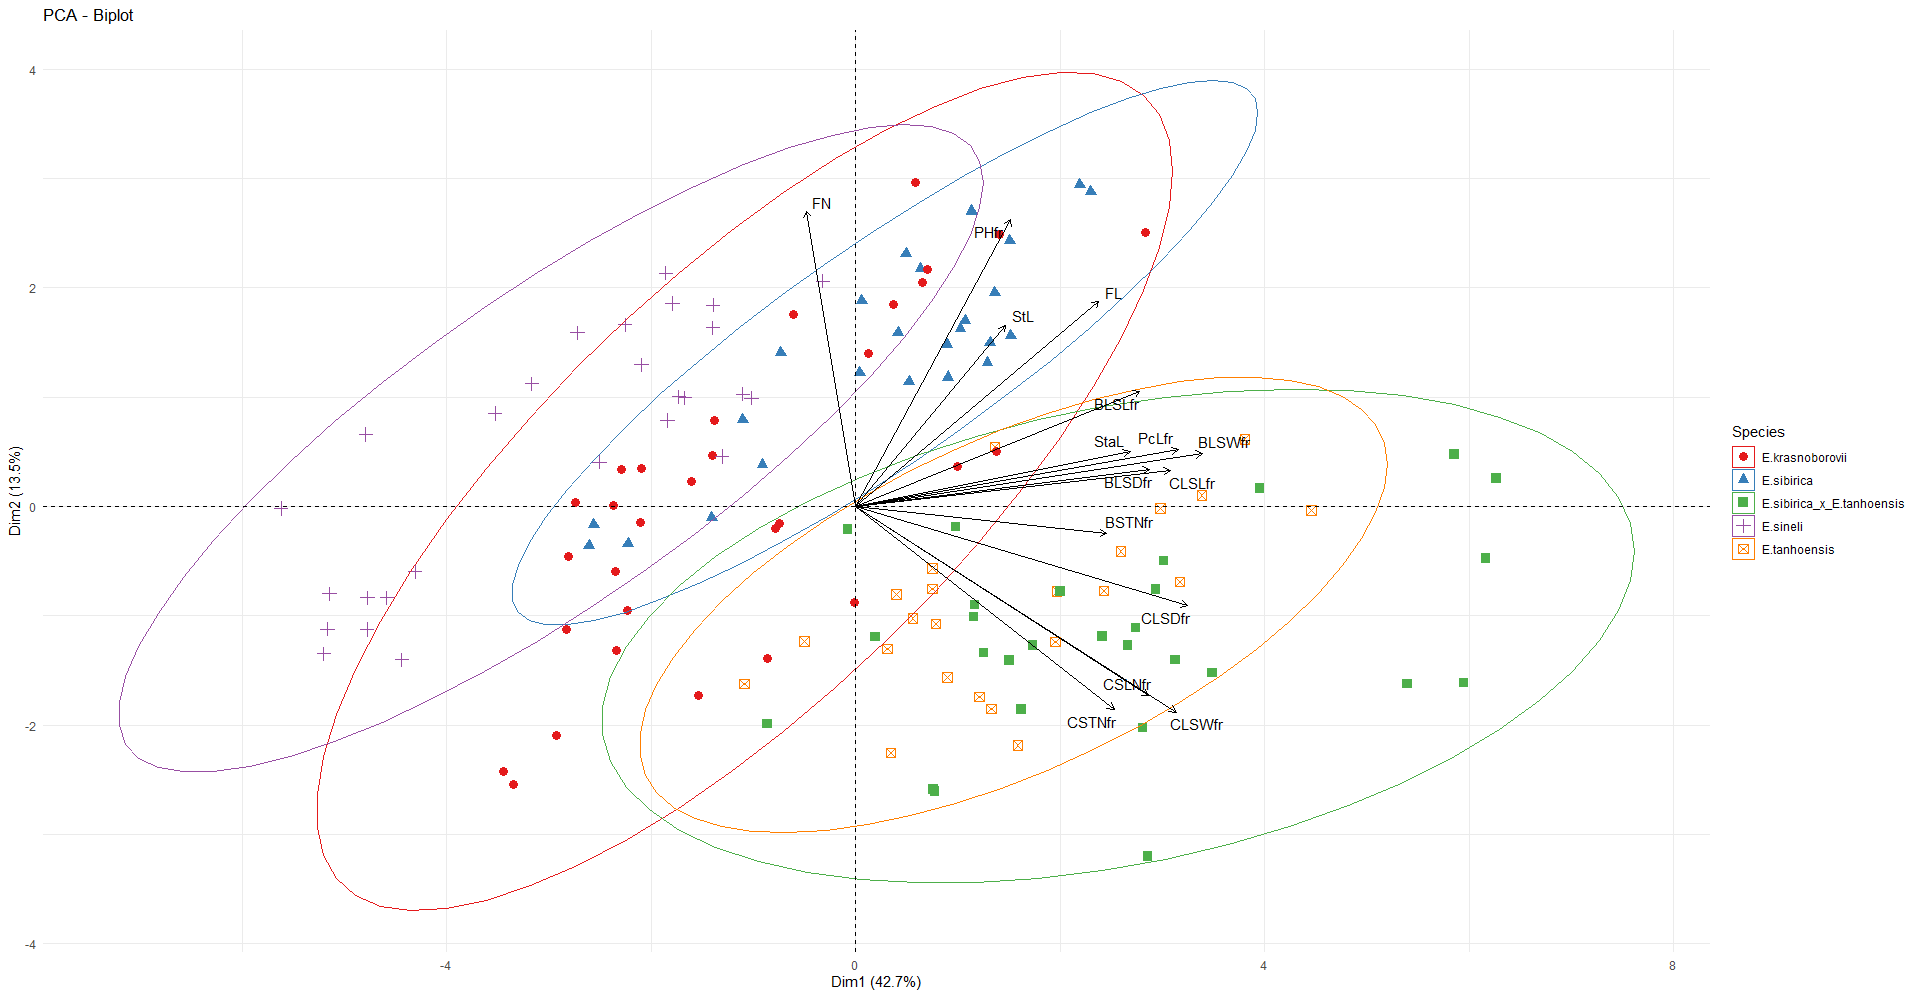 PCA - Biplot
4
2
0
-2
-4
Dim2 (13.5%)
FN
PHfr
FL
StL
BLSLfr
StaL
PcLfr
BLSWfr
BLSDfr
CLSLfr
BSTNfr
CLSDfr
CSLNfr
CSTNfr
CLSWfr
-4
0
4
8
Dim1 (42.7%)
Species
E.krasnoborovii
E.sibirica
E.sibirica_x_E.tanhoensis
E.sineli
E.tanhoensis